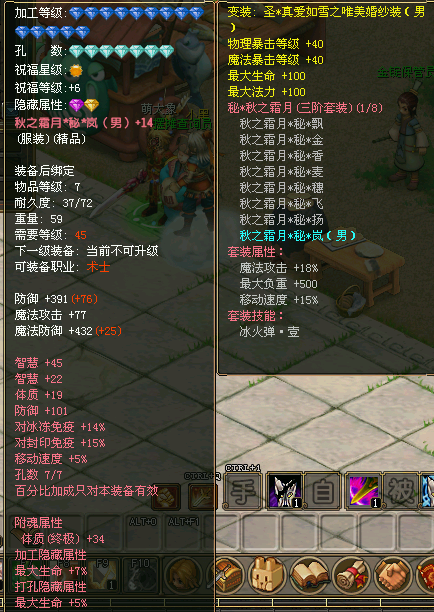 加工等级:
孔　数:
祝福星级:
祝福等级:+6
隐藏属性:
秋之霜月*秘*岚（男）+14
(服装)(精品)
装备后绑定
物品等级: 7
耐久度: 37/72
重量: 59
需要等级: 45
下一级装备: 当前不可升级
可装备职业: 术士
防御 +391(+76)
魔法攻击 +77
魔法防御 +432(+25)
智慧 +45
智慧 +22
体质 +19
防御 +101
对冰冻免疫 +14%
对封印免疫 +15%
移动速度 +5%
孔数 7/7
百分比加成只对本装备有效
附魂属性
体质(终极) +34
加工隐藏属性
最大生命 +7%
打孔隐藏属性
最大生命 +5%
变装: 圣*真爱如雪之唯美婚纱装（男
）
物理暴击等级 +40
魔法暴击等级 +40
最大生命 +100
最大法力 +100
秘*秋之霜月(三阶套装)(1/8)
秋之霜月*秘*飘
秋之霜月*秘*金
秋之霜月*秘*香
秋之霜月*秘*麦
秋之霜月*秘*穗
秋之霜月*秘*飞
秋之霜月*秘*扬
秋之霜月*秘*岚（男）
套装属性:
魔法攻击 +18%
最大负重 +500
移动速度 +15%
套装技能:
冰火弹·壹
CTRL+1
手
1
自
1
被
ALT+0
ALT+F1